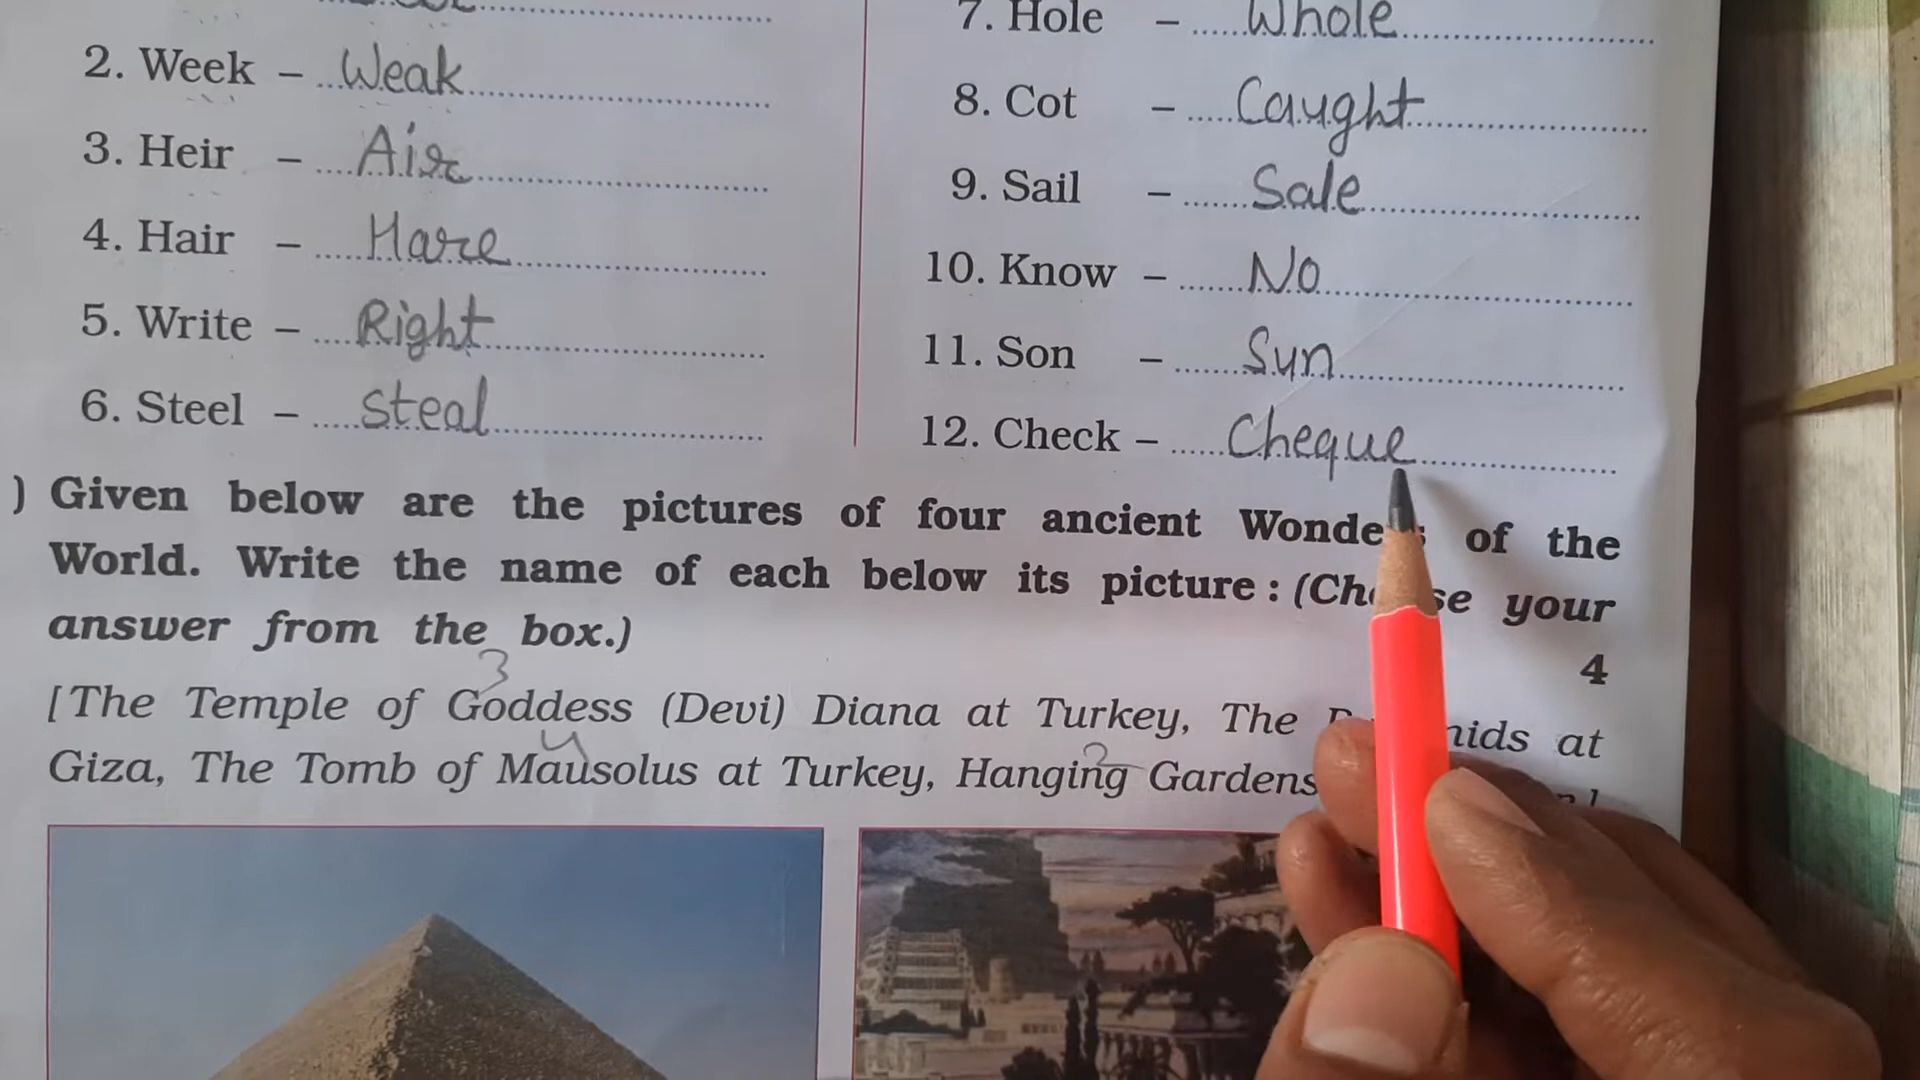 2. Week - Weak
3. Heir - Air
4. Hair - Hare
5. Write - Right
6. Steel - Steal
7. Hole - Whole
8. Cot - Caught
9. Sail - Sale
10. Know - No
11. Son - Sun
12. Check - Cheque
) Given below are the pictures of four ancient of the
World. Write the name of each below its picture : your
answer from the box.)
4
3
[The Temple of Goddess (Devi) Diana at Turkey, The at
4 2
Giza, The Tomb of Mausolus at Turkey, Hanging Gardens